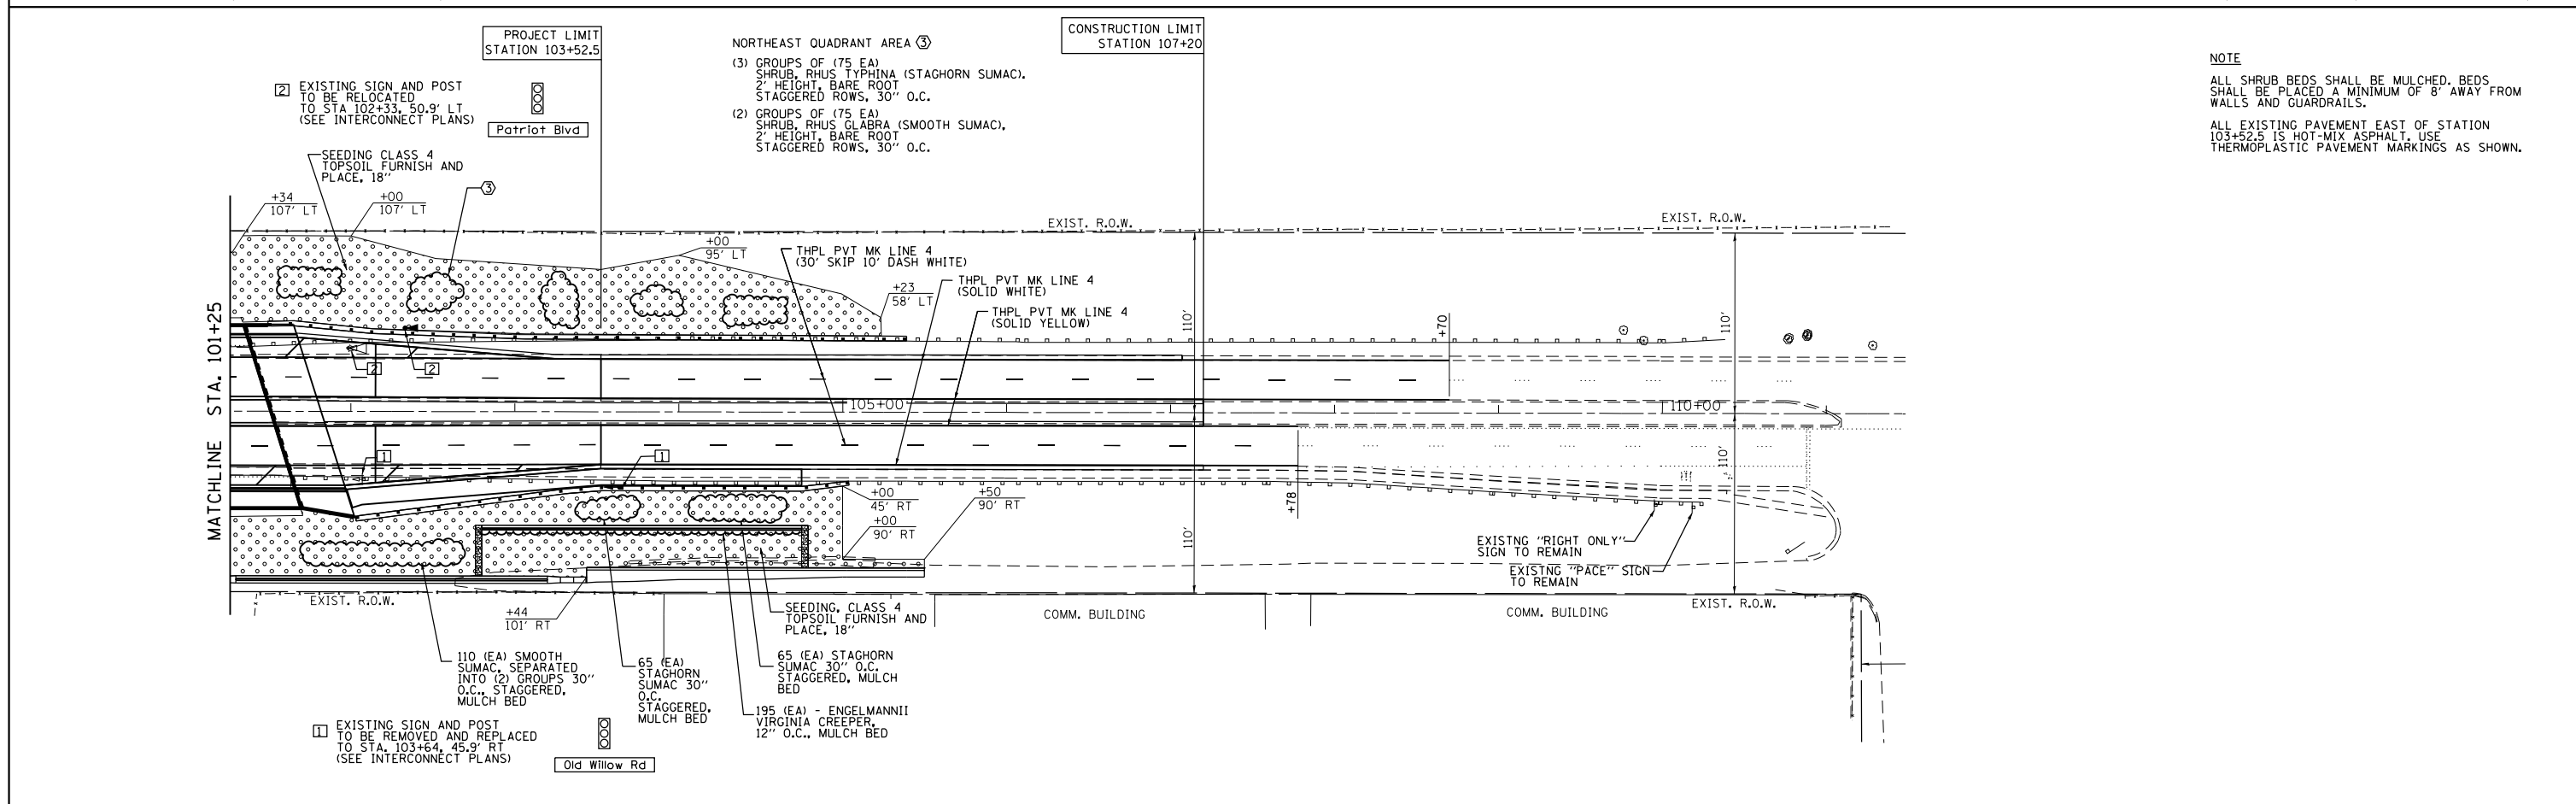 PROJECT LIMIT
STATION 103+52.5
CONSTRUCTION LIMIT
STATION 107+20
NORTHEAST QUADRANT AREA 3
(3) GROUPS OF (75 EA)
SHRUB, RHUS TYPHINA (STAGHORN SUMAC),
2' HEIGHT, BARE ROOT
STAGGERED ROWS, 30" O.C.
(2) GROUPS OF (75 EA)
SHRUB, RHUS GLABRA (SMOOTH SUMAC),
2' HEIGHT, BARE ROOT
STAGGERED ROWS, 30" O.C.
NOTE
ALL SHRUB BEDS SHALL BE MULCHED. BEDS
SHALL BE PLACED A MINIMUM OF 8' AWAY FROM
WALLS AND GUARDRAILS.
ALL EXISTING PAVEMENT EAST OF STATION
103+52.5 IS HOT-MIX ASPHALT. USE
THERMOPLASTIC PAVEMENT MARKINGS AS SHOWN.
2 EXISTING SIGN AND POST
TO BE RELOCATED
TO STA 102+33, 50.9' LT
(SEE INTERCONNECT PLANS)
Patriot Blvd
SEEDING CLASS 4
TOPSOIL FURNISH AND
PLACE, 18"
3
+34
107' LT
+00
107' LT
+00
95' LT
EXIST. R.O.W.
EXIST. R.O.W.
THPL PVT MK LINE 4
(30' SKIP 10' DASH WHITE)
THPL PVT MK LINE 4
(SOLID WHITE)
+23
58' LT
THPL PVT MK LINE 4
(SOLID YELLOW)
110'
+70
110'
MATCHLINE STA. 101+25
2
2
105+00
110+00
1
1
+00
45' RT
+50
90' RT
+00
90' RT
+78
110'
110'
EXISTNG "RIGHT ONLY"
SIGN TO REMAIN
EXISTNG "PACE" SIGN
TO REMAIN
EXIST. R.O.W.
+44
101' RT
SEEDING, CLASS 4
TOPSOIL FURNISH AND
PLACE, 18"
COMM. BUILDING
COMM. BUILDING
EXIST. R.O.W.
110 (EA) SMOOTH
SUMAC, SEPARATED
INTO (2) GROUPS 30"
O.C., STAGGERED,
MULCH BED
65 (EA)
STAGHORN
SUMAC 30"
O.C.
STAGGERED,
MULCH BED
65 (EA) STAGHORN
SUMAC 30" O.C.
STAGGERED, MULCH
BED
195 (EA) - ENGELMANNII
VIRGINIA CREEPER,
12" O.C., MULCH BED
1 EXISTING SIGN AND POST
TO BE REMOVED AND REPLACED
TO STA. 103+64, 45.9' RT
(SEE INTERCONNECT PLANS)
Old Willow Rd